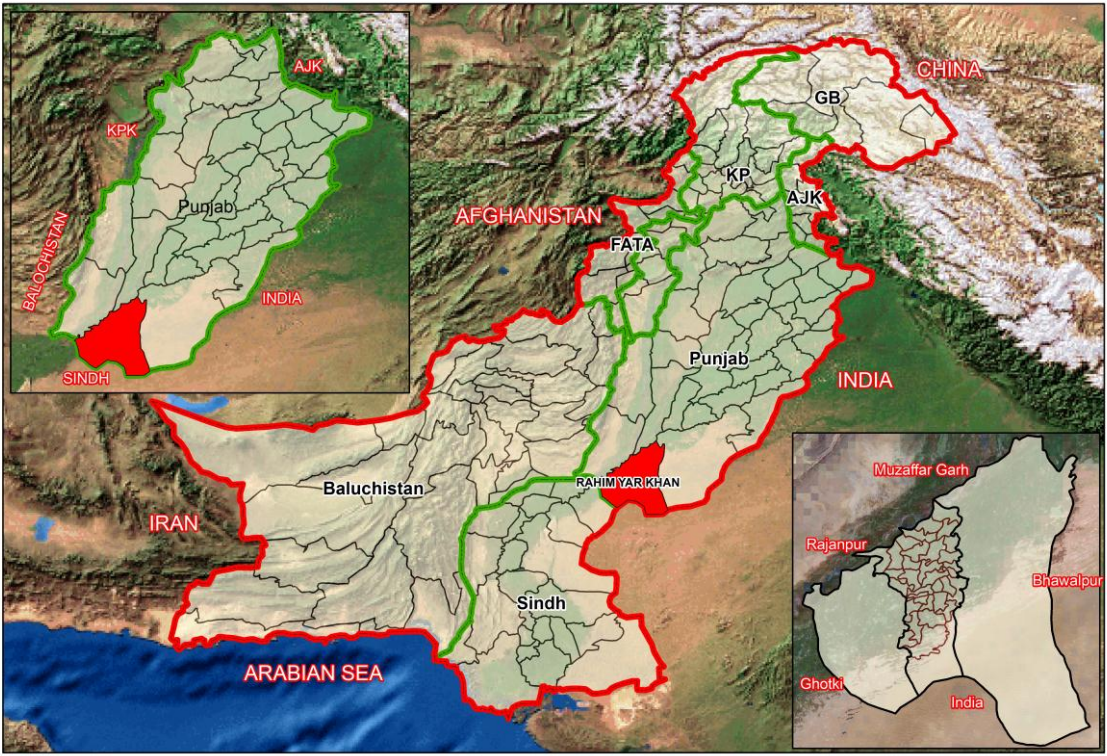 AJK
KPK
Punjab
BALOCHISTAN
INDIA
SINDH
CHINA
GB
KP
AJK
AFGHANISTAN
FATA
Punjab
INDIA
RAHIM YAR KHAN
Baluchistan
IRAN
Sindh
ARABIAN SEA
Muzaffar Garh
Rajanpur
Bhawalpur
Ghotki
India